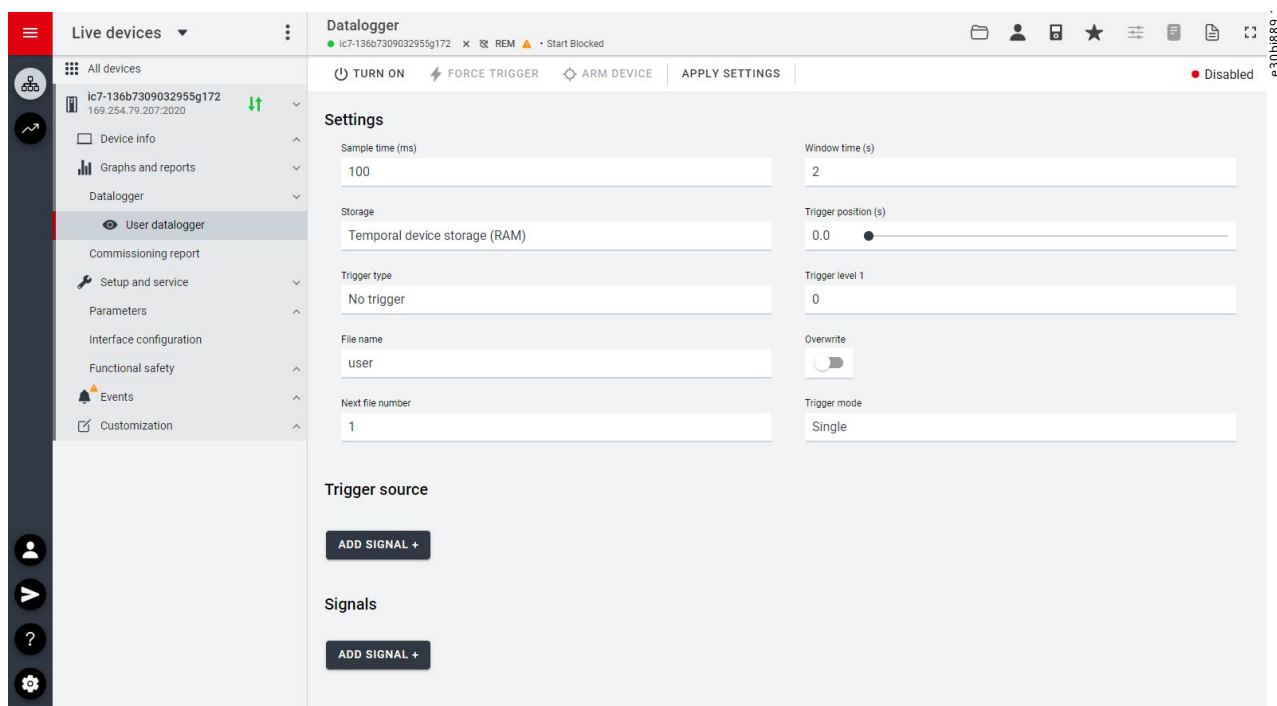 Live devices
Datalogger
ic7-136b7309032955g172 REM • Start Blocked
All devices
ic7-136b7309032955g172
169.254.79.207:2020
Device info
Graphs and reports
Datalogger
User datalogger
Commissioning report
Setup and service
Parameters
Interface configuration
Functional safety
Events
Customization
TURN ON FORCE TRIGGER ARM DEVICE APPLY SETTINGS
Disabled
Settings
Sample time (ms)
100
Window time (s)
2
Storage
Temporal device storage (RAM)
Trigger position (s)
0.0
Trigger type
No trigger
Trigger level 1
0
File name
user
Overwrite
Next file number
1
Trigger mode
Single
Trigger source
ADD SIGNAL +
Signals
ADD SIGNAL +